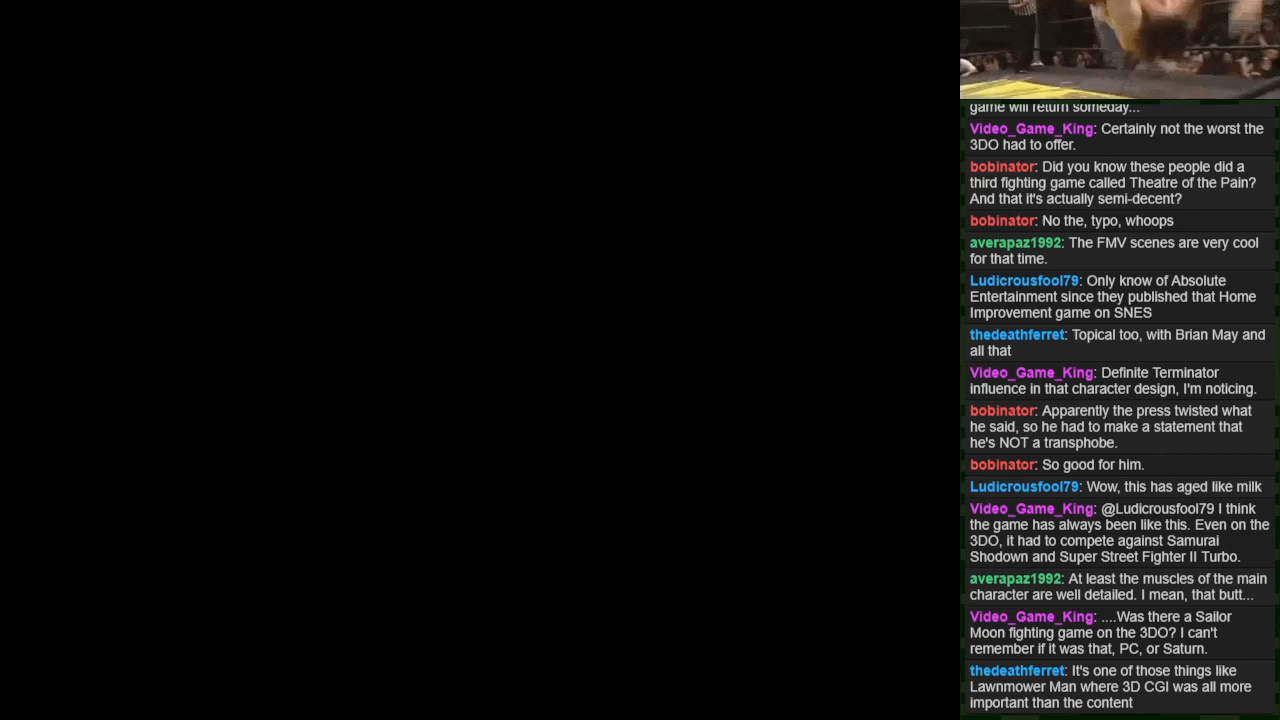 game will return someday...
Video_Game_King: Certainly not the worst the
3DO had to offer.
bobinator: Did you know these people did a
third fighting game called Theatre of the Pain?
And that it's actually semi-decent?
bobinator: No the, typo, whoops
averapaz1992: The FMV scenes are very cool
for that time.
Ludicrousfool79: Only know of Absolute
Entertainment since they published that Home
Improvement game on SNES
thedeathferret: Topical too, with Brian May and
all that
Video_Game_King: Definite Terminator
influence in that character design, I'm noticing.
bobinator: Apparently the press twisted what
he said, so he had to make a statement that
he's NOT a transphobe.
bobinator: So good for him.
Ludicrousfool79: Wow, this has aged like milk
Video_Game_King: @Ludicrousfool79 I think
the game has always been like this. Even on the
3DO, it had to compete against Samurai
Shodown and Super Street Fighter II Turbo.
averapaz1992: At least the muscles of the main
character are well detailed. I mean, that butt...
Video_Game_King: ....Was there a Sailor
Moon fighting game on the 3DO? I can't
remember if it was that, PC, or Saturn.
thedeathferret: It's one of those things like
Lawnmower Man where 3D CGI was all more
important than the content